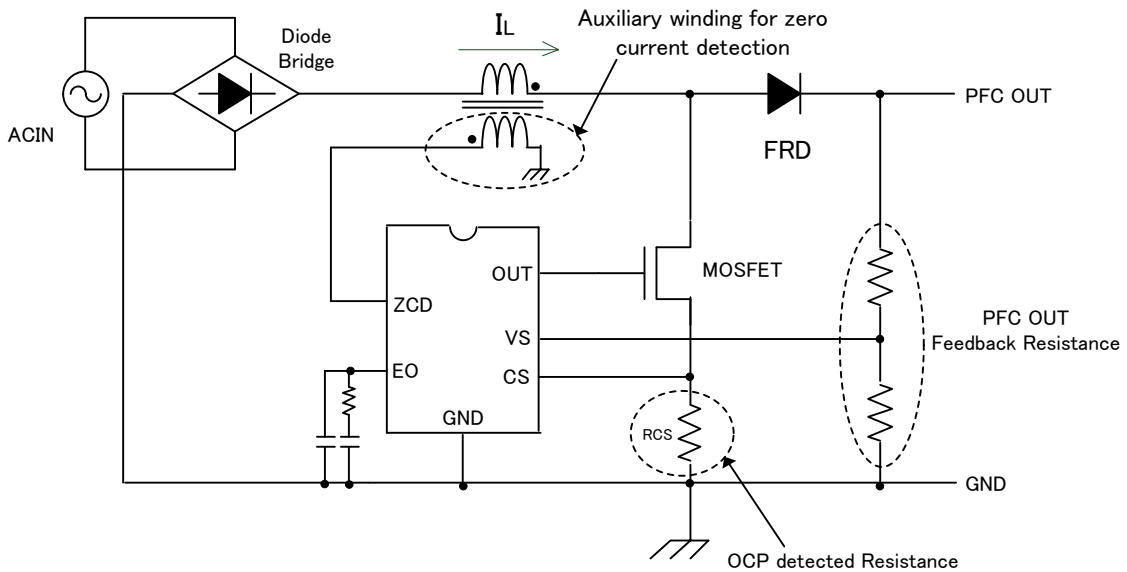 IL
Auxiliary winding for zero
current detection
Diode
Bridge
PFC OUT
ACIN
FRD
OUT
MOSFET
ZCD
VS
PFC OUT
Feedback Resistance
EO
CS
GND
RCS
GND
OCP detected Resistance